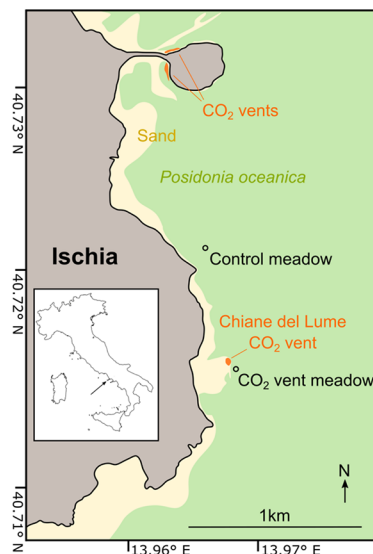 CO₂ vents
40.73°
Sand
Posidonia oceanica
Ischia
Control meadow
40.72°
Chiane del Lume
CO₂ vent
CO₂ vent meadow
N
1km
40.71° N
13.96° E
13.97° E